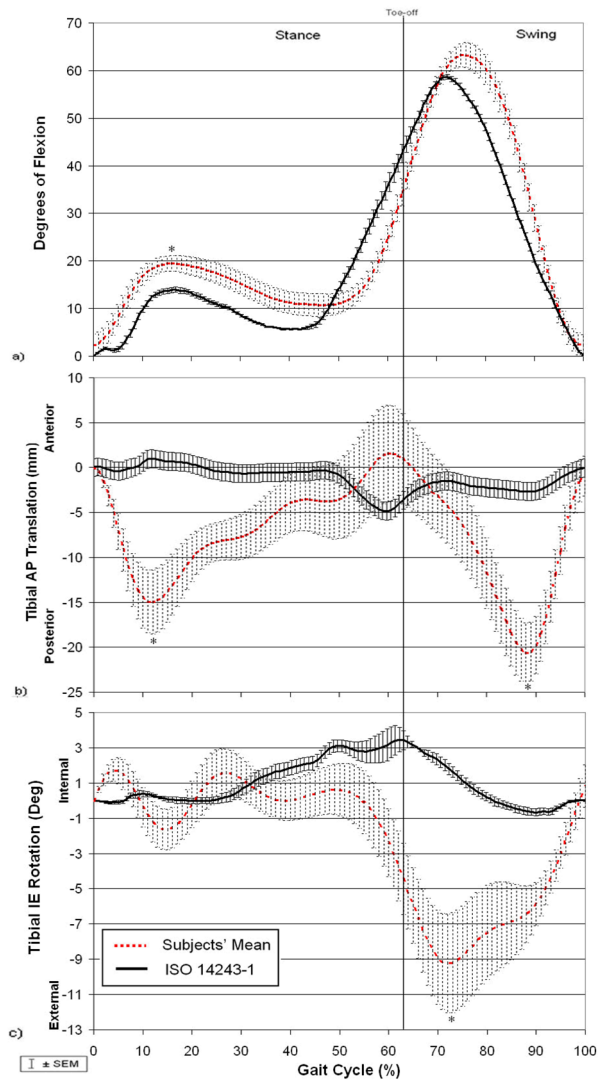 Toe-off
Stance
Swing
70
60
50
40
30
20
10
0
Degrees of Flexion
*
a)
10
5
0
-5
-10
-15
-20
-25
Anterior
Tibial AP Translation (mm)
Posterior
*
*
b)
5
3
1
-1
-3
-5
-7
-9
-11
-13
Internal
Tibial IE Rotation (Deg)
External
Subjects' Mean
ISO 14243-1
*
c)
0 10 20 30 40 50 60 70 80 90 100
Gait Cycle (%)
I ± SEM